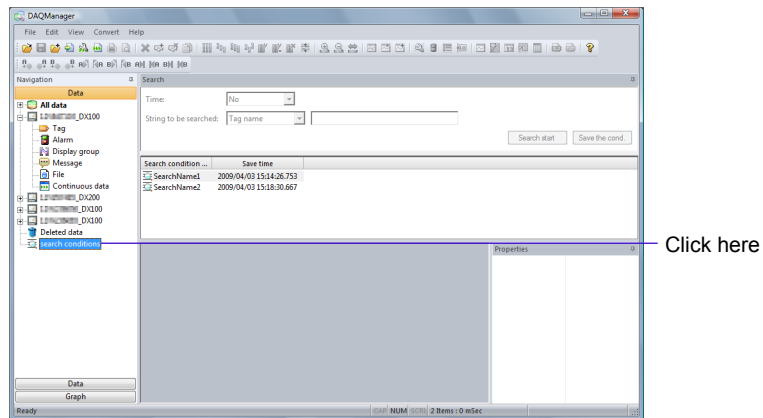 DAQManager
File Edit View Convert Help
Navigation
Data
All data
_DX100
Tag
Alarm
Display group
Message
File
Continuous data
_DX200
_DX100
_DX100
Deleted data
search conditions
Data
Graph
Search
Time: No
String to be searched: Tag name
Search start Save the cond.
Search condition ... Save time
SearchName1 2009/04/03 15:14:26.753
SearchName2 2009/04/03 15:18:30.667
Properties
Click here
Ready CAP NUM SCRL 2 Items : 0 mSec